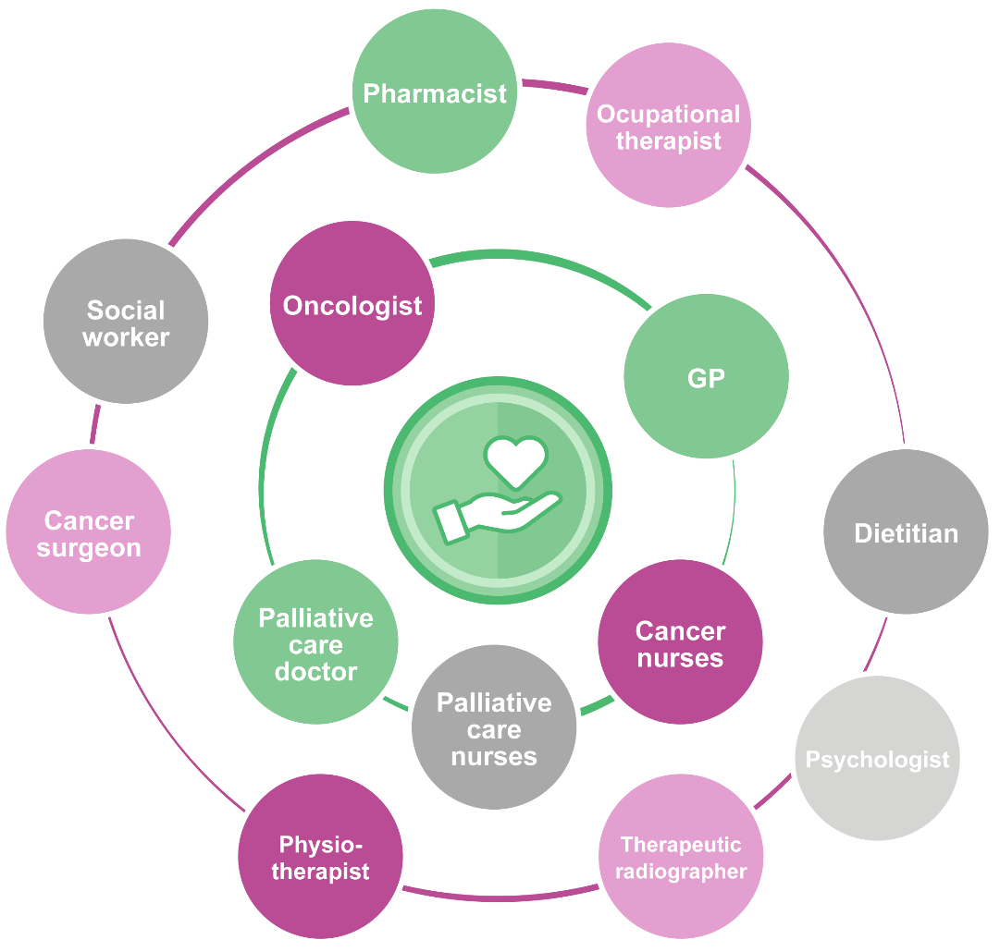 Pharmacist
Ocupational
therapist
Oncologist
Social
worker
GP
Cancer
surgeon
Dietitian
Palliative
care
doctor
Cancer
nurses
Palliative
care
nurses
Psychologist
Physio-
therapist
Therapeutic
radiographer